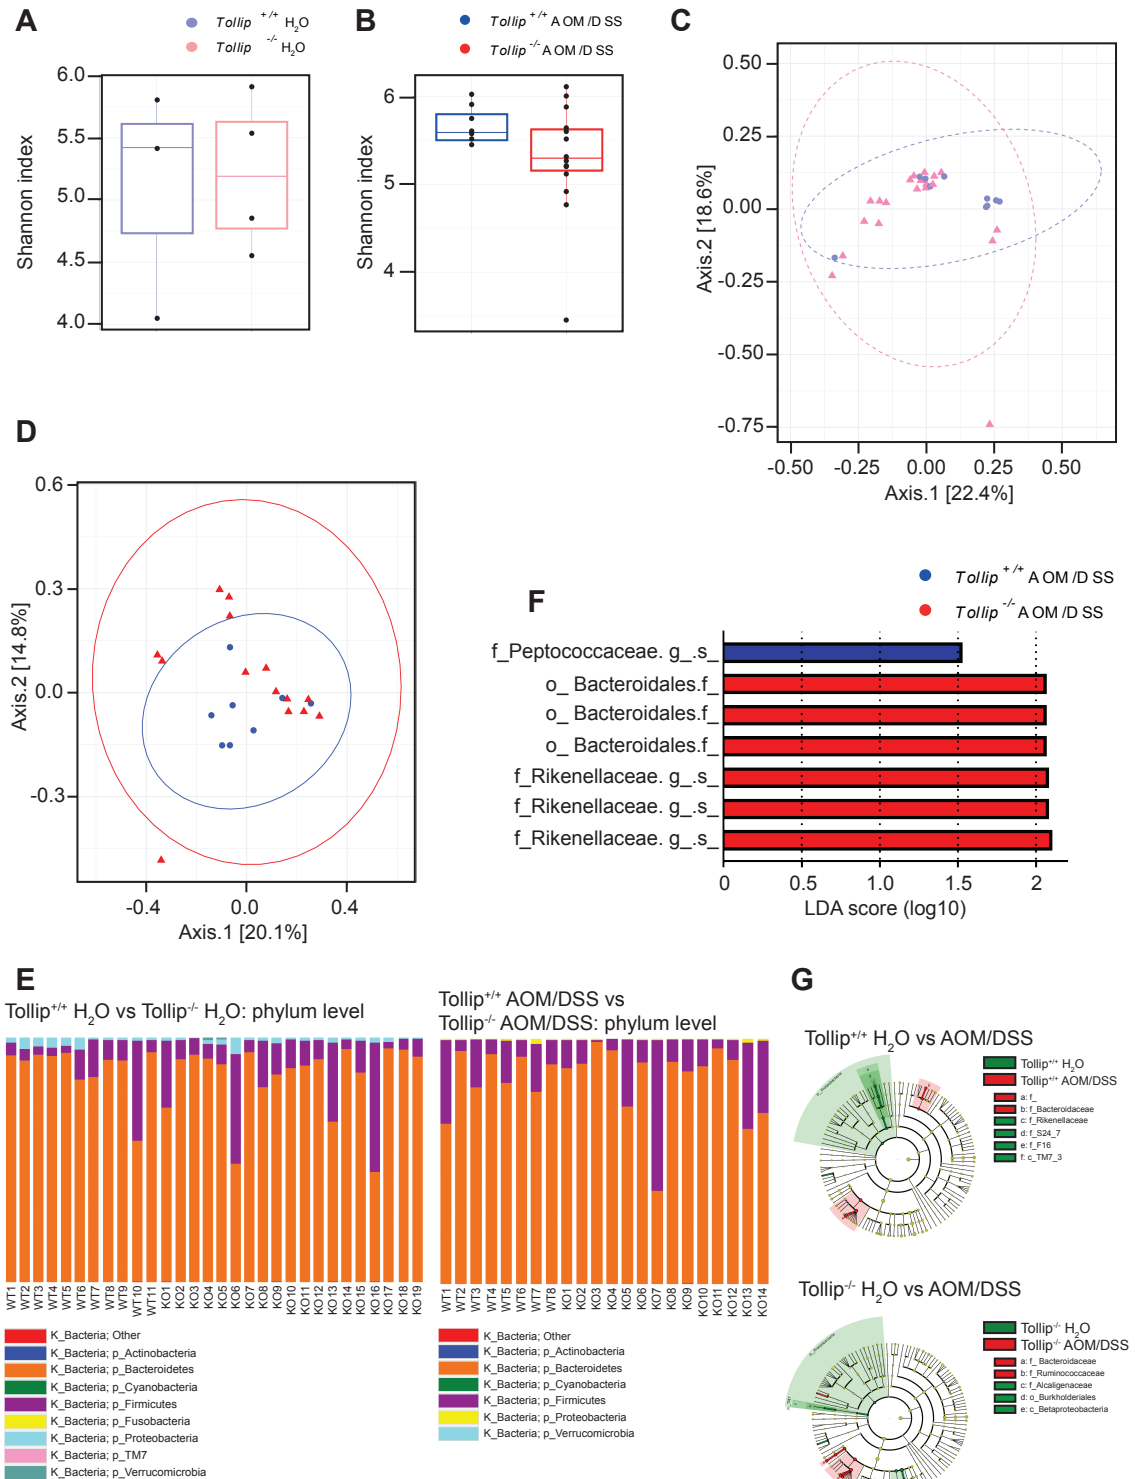 A
Tollip +/+ H2O
Tollip -/- H2O
6.0
5.5
5.0
4.5
4.0
Shannon index
B
Tollip +/+ A OM /D SS
Tollip -/- A OM /D SS
6
5
4
Shannon index
C
0.50
0.25
0.00
-0.25
-0.50
-0.75
Axis.2 [18.6%]
-0.50 -0.25 0.00 0.25 0.50
Axis.1 [22.4%]
D
0.6
0.3
0.0
-0.3
Axis.2 [14.8%]
-0.4 0.0 0.4
Axis.1 [20.1%]
F
Tollip +/+ A OM /D SS
Tollip -/- A OM /D SS
f_Peptococcaceae. g_.s_
o_ Bacteroidales.f_
o_ Bacteroidales.f_
o_ Bacteroidales.f_
f_Rikenellaceae. g_.s_
f_Rikenellaceae. g_.s_
f_Rikenellaceae. g_.s_
0 0.5 1.0 1.5 2
LDA score (log10)
E
Tollip+/+ H2O vs Tollip-/- H2O: phylum level
WT1 WT2 WT3 WT4 WT5 WT6 WT7 WT8 WT9 WT10 WT11 KO1 KO2 KO3 KO4 KO5 KO6 KO7 KO8 KO9 KO10 KO11 KO12 KO13 KO14 KO15 KO16 KO17 KO18 KO19
K_Bacteria; Other
K_Bacteria; p_Actinobacteria
K_Bacteria; p_Bacteroidetes
K_Bacteria; p_Cyanobacteria
K_Bacteria; p_Firmicutes
K_Bacteria; p_Fusobacteria
K_Bacteria; p_Proteobacteria
K_Bacteria; p_TM7
K_Bacteria; p_Verrucomicrobia
Tollip+/+ AOM/DSS vs
Tollip-/- AOM/DSS: phylum level
WT1 WT2 WT3 WT4 WT5 WT6 WT7 WT8 KO1 KO2 KO3 KO4 KO5 KO6 KO7 KO8 KO9 KO10 KO11 KO12 KO13 KO14
K_Bacteria; Other
K_Bacteria; p_Actinobacteria
K_Bacteria; p_Bacteroidetes
K_Bacteria; p_Cyanobacteria
K_Bacteria; p_Firmicutes
K_Bacteria; p_Proteobacteria
K_Bacteria; p_Verrucomicrobia
G
Tollip+/+ H2O vs AOM/DSS
Tollip+/+ H2O
Tollip+/+ AOM/DSS
a: f_
b: f_Bacteroidaceae
c: f_Rikenellaceae
d: f_S24_7
e: f_F16
f: c_TM7_3
Tollip-/- H2O vs AOM/DSS
Tollip-/- H2O
Tollip-/- AOM/DSS
a: f_ Bacteroidaceae
b: f_Ruminococcaceae
c: f_Alcaligenaceae
d: o_Burkholderiales
e: c_Betaproteobacteria